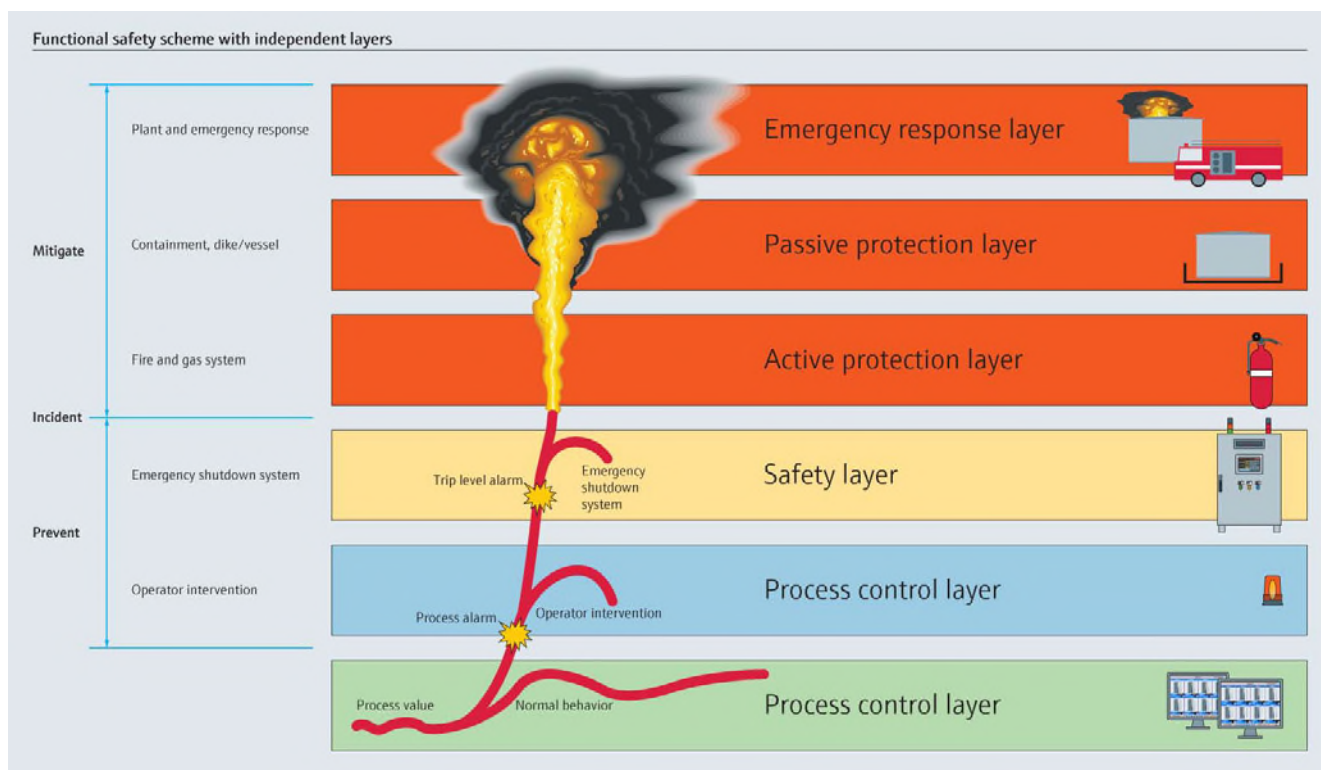 Functional safety scheme with independent layers
Plant and emergency response
Emergency response layer
Mitigate
Containment, dike/vessel
Passive protection layer
Fire and gas system
Active protection layer
Incident
Emergency shutdown system
Trip level alarm
Emergency
shutdown
system
Safety layer
Prevent
Operator intervention
Process alarm
Operator intervention
Process control layer
Process value
Normal behavior
Process control layer